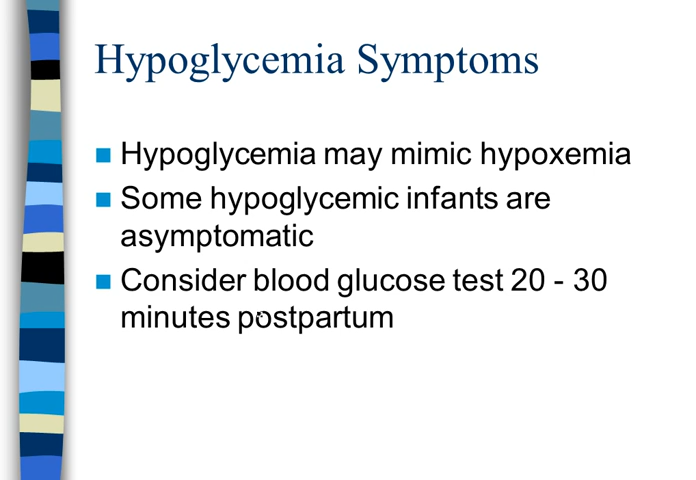 Hypoglycemia Symptoms
Hypoglycemia may mimic hypoxemia
Some hypoglycemic infants are
asymptomatic
Consider blood glucose test 20 - 30
minutes postpartum